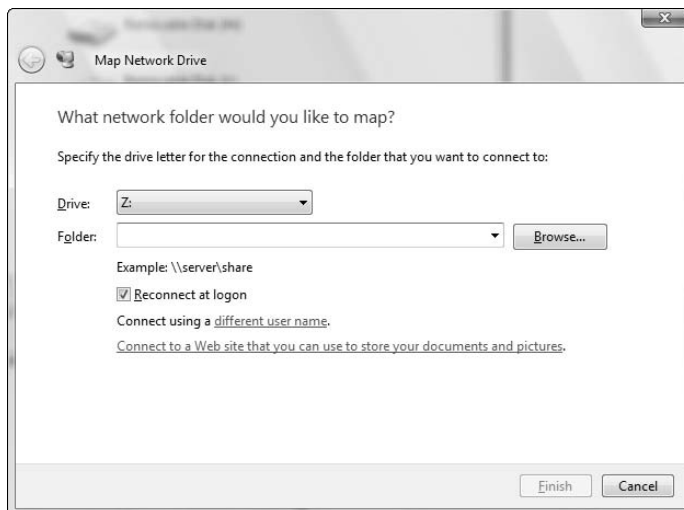 Map Network Drive
What network folder would you like to map?
Specify the drive letter for the connection and the folder that you want to connect to:
Drive: Z:
Folder: Browse...
Example: \\server\share
Reconnect at logon
Connect using a different user name.
Connect to a Web site that you can use to store your documents and pictures.
Finish Cancel